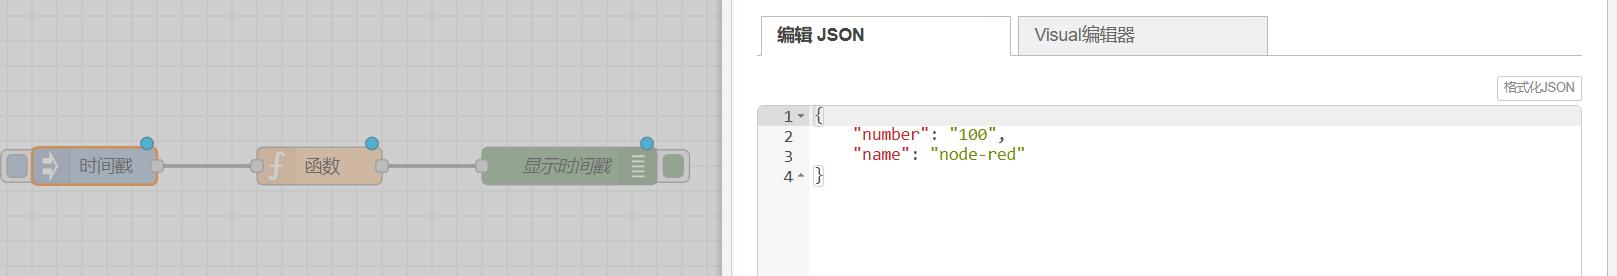 编辑 JSON
Visual编辑器
格式化JSON
时间戳
函数
显示时间戳
1 {
2 "number": "100",
3 "name": "node-red"
4 }